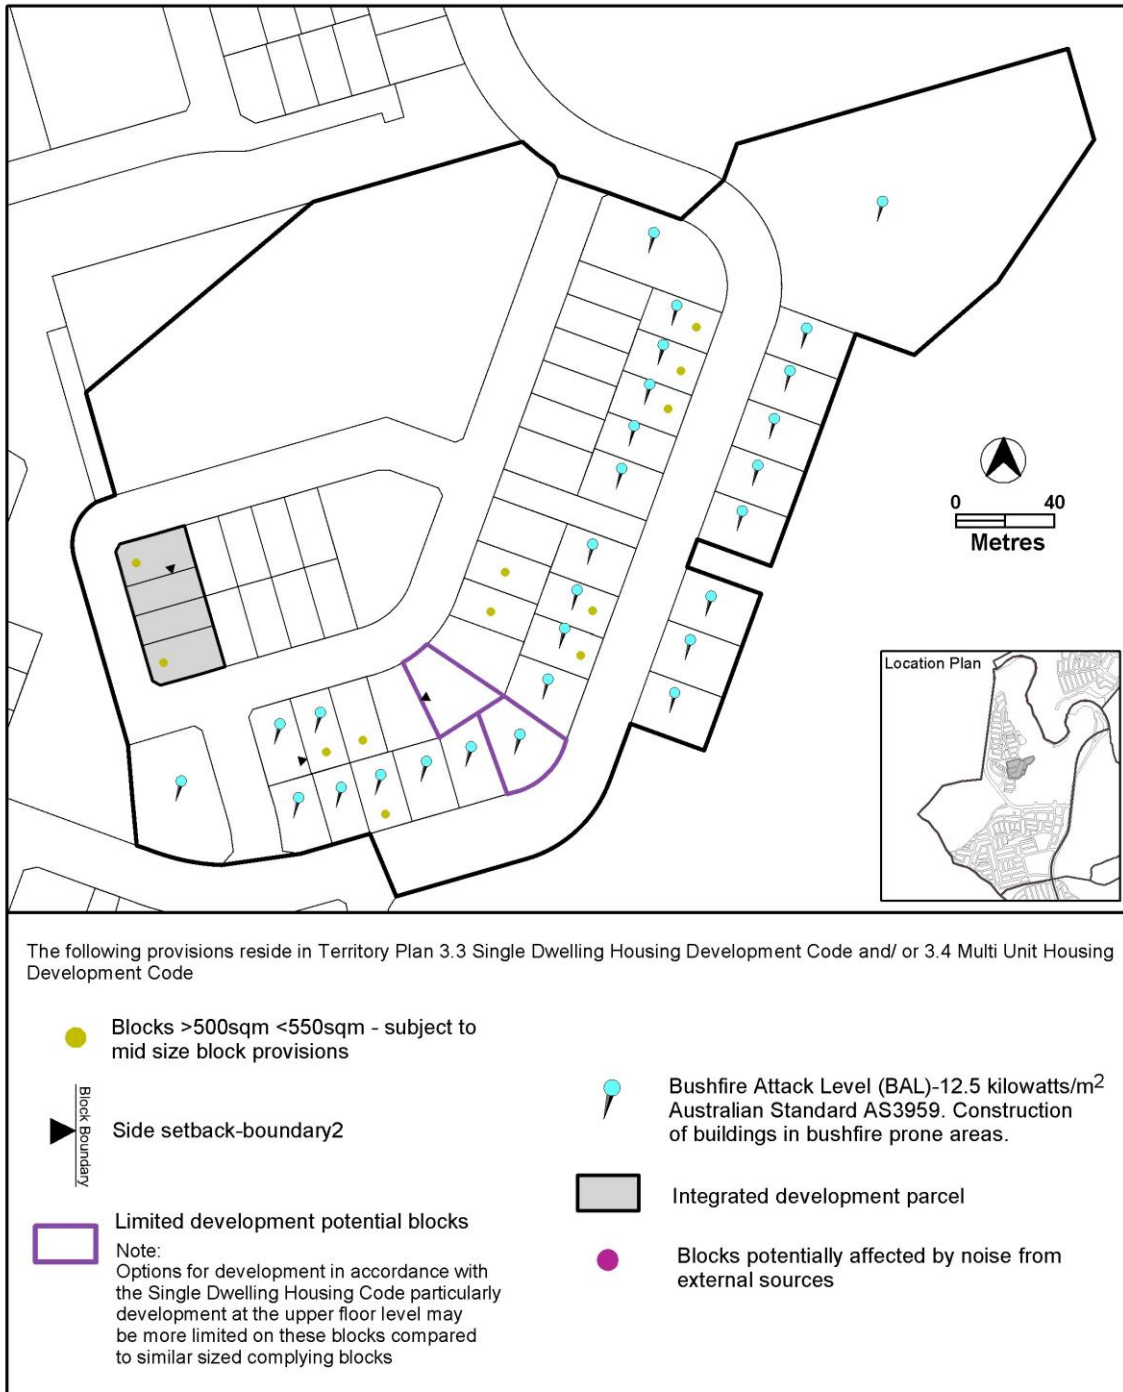 0 40
Metres
Location Plan
The following provisions reside in Territory Plan 3.3 Single Dwelling Housing Development Code and/ or 3.4 Multi Unit Housing
Development Code
Blocks >500sqm <550sqm - subject to
mid size block provisions
Block Boundary
Side setback-boundary2
Limited development potential blocks
Note:
Options for development in accordance with
the Single Dwelling Housing Code particularly
development at the upper floor level may
be more limited on these blocks compared
to similar sized complying blocks
Bushfire Attack Level (BAL)-12.5 kilowatts/m2
Australian Standard AS3959. Construction
of buildings in bushfire prone areas.
Integrated development parcel
Blocks potentially affected by noise from
external sources